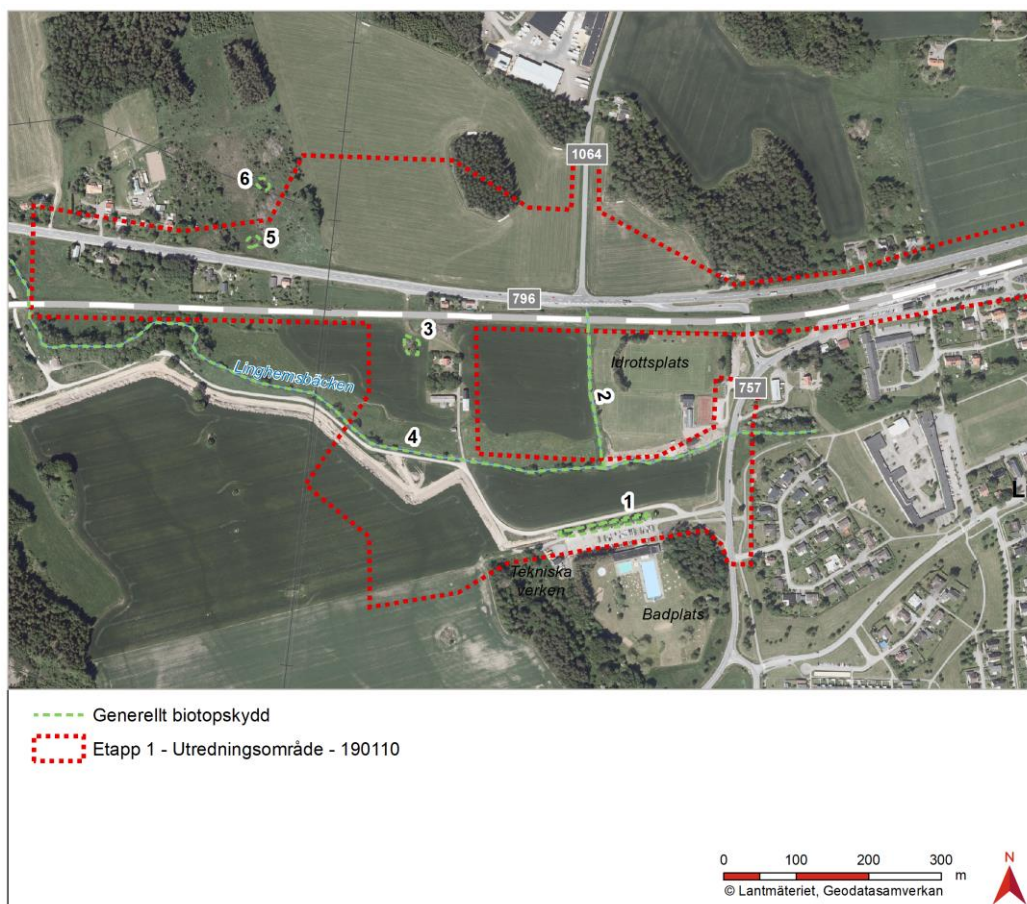 1064
6
5
796
3
Idrottsplats
Linghemsbäcken
2
757
4
L
1
Tekniska
verken
Badplats
Generellt biotopskydd
Etapp 1 - Utredningsområde - 190110
N
0 100 200 300
m
© Lantmäteriet, Geodatasamverkan